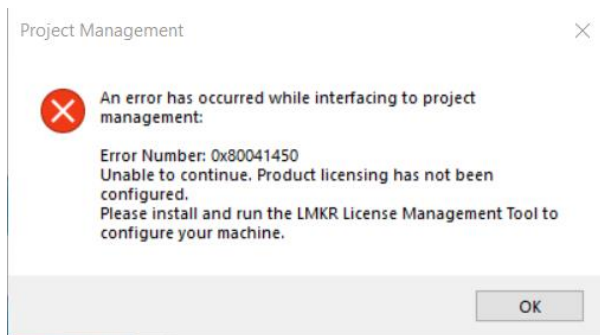 Project Management
An error has occurred while interfacing to project
management:
Error Number: 0x80041450
Unable to continue. Product licensing has not been
configured.
Please install and run the LMKR License Management Tool to
configure your machine.
OK